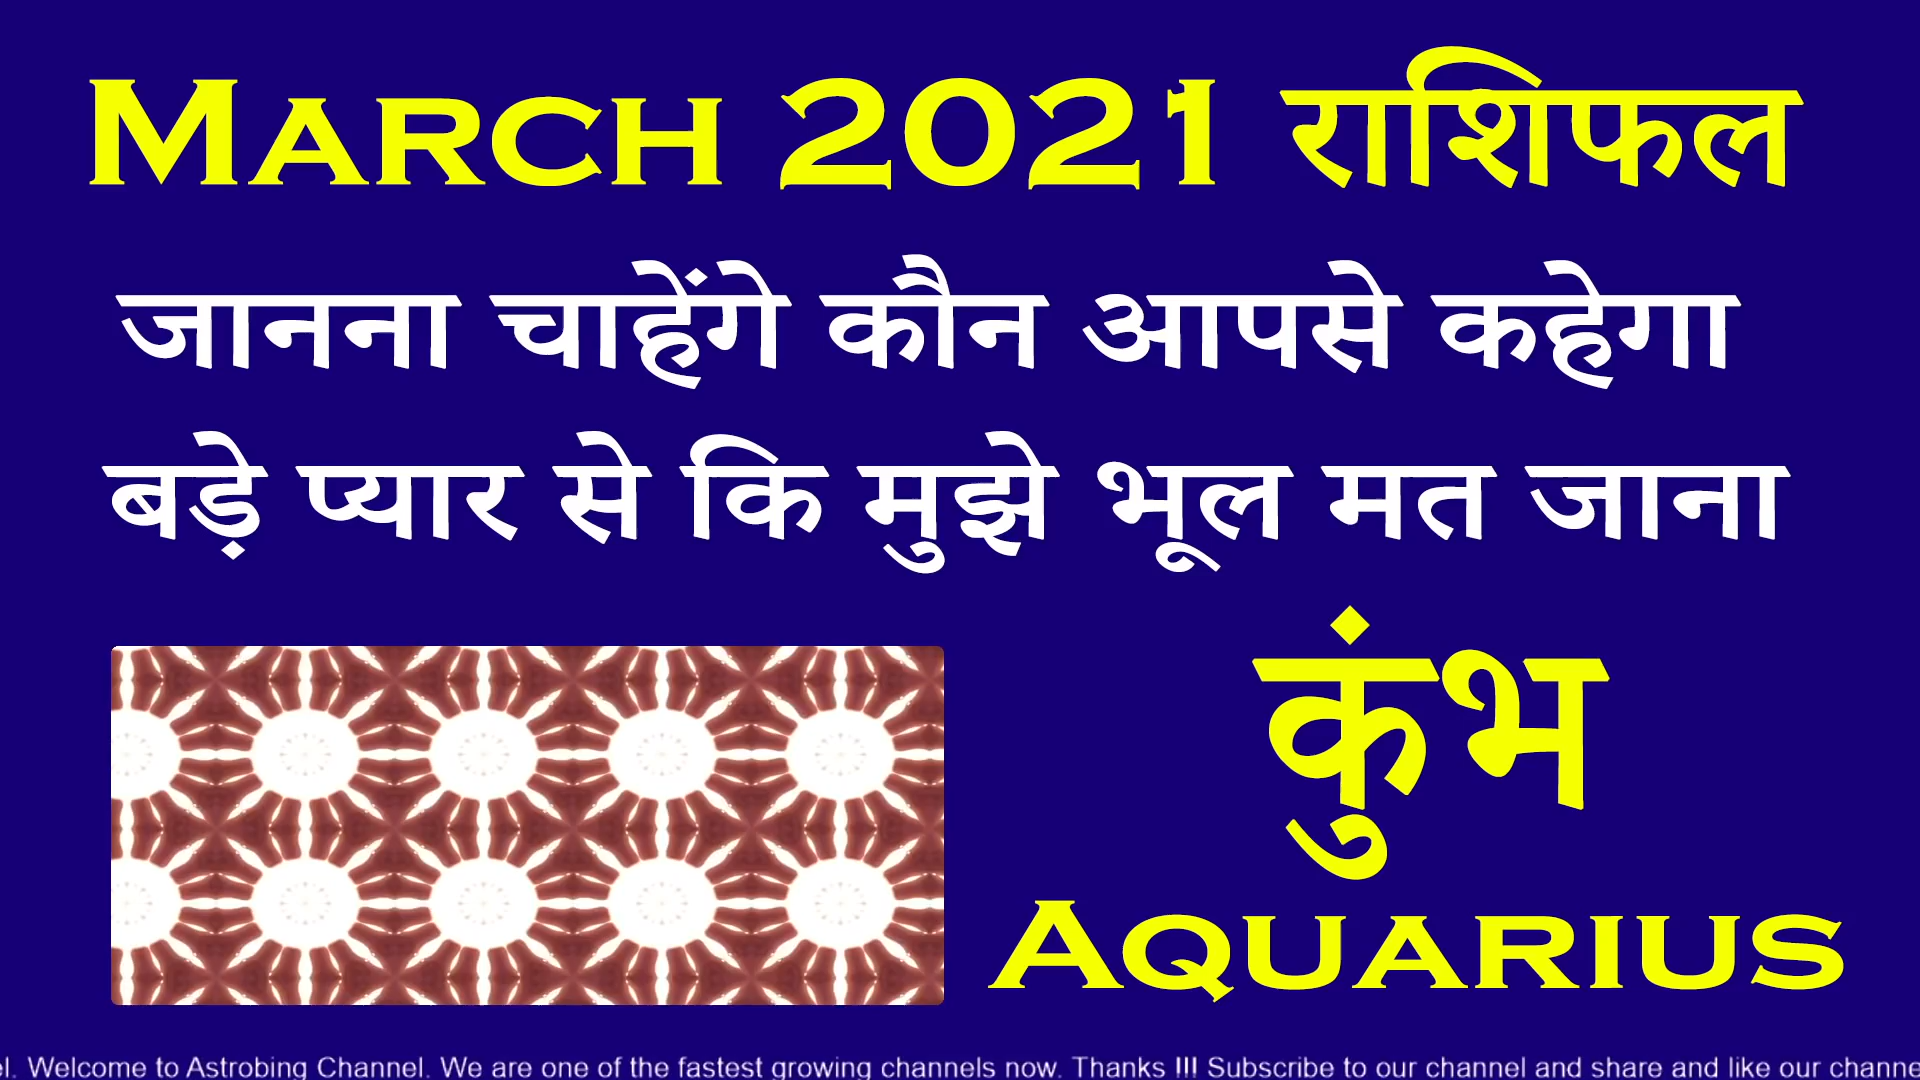 MARCH 2021 राशिफल
जानना चाहेंगे कौन आपसे कहेगा
बड़े प्यार से कि मुझे भूल मत जाना
कुंभ
AQUARIUS
el. Welcome to Astrobing Channel. We are one of the fastest growing channels now. Thanks !!! Subscribe to our channel and share and like our channe